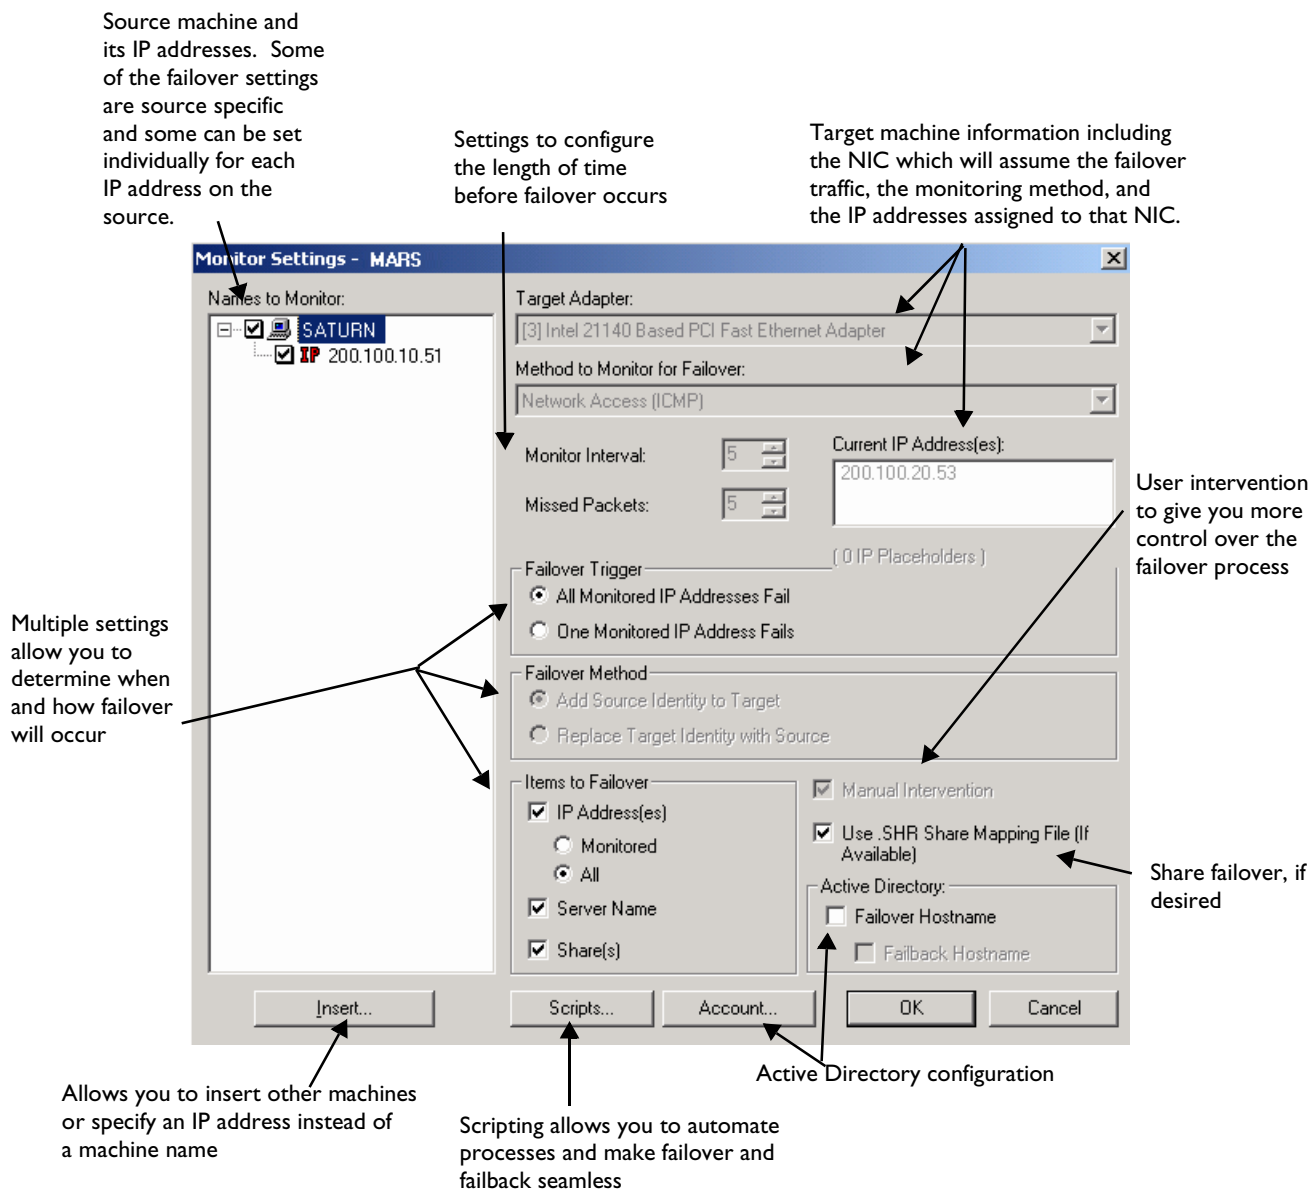 Source machine and
its IP addresses.  Some
of the failover settings
are source specific
and some can be set
individually for each
IP address on the
source.
Settings to configure
the length of time
before failover occurs
Target machine information including
the NIC which will assume the failover
traffic, the monitoring method, and
the IP addresses assigned to that NIC.
Monitor Settings - MARS
Names to Monitor:
SATURN
IP 200.100.10.51
Target Adapter:
[3] Intel 21140 Based PCI Fast Ethernet Adapter
Method to Monitor for Failover:
Network Access (ICMP)
Monitor Interval: 5
Missed Packets: 5
Current IP Address(es):
200.100.20.53
( 0 IP Placeholders )
User intervention
to give you more
control over the
failover process
Failover Trigger
All Monitored IP Addresses Fail
One Monitored IP Address Fails
Multiple settings
allow you to
determine when
and how failover
will occur
Failover Method
Add Source Identity to Target
Replace Target Identity with Source
Items to Failover
IP Address(es)
Monitored
All
Server Name
Share(s)
Manual Intervention
Use .SHR Share Mapping File (If
Available)
Active Directory:
Failover Hostname
Failback Hostname
Share failover, if
desired
Insert...
Scripts...
Account...
OK
Cancel
Allows you to insert other machines
or specify an IP address instead of
a machine name
Scripting allows you to automate
processes and make failover and
failback seamless
Active Directory configuration